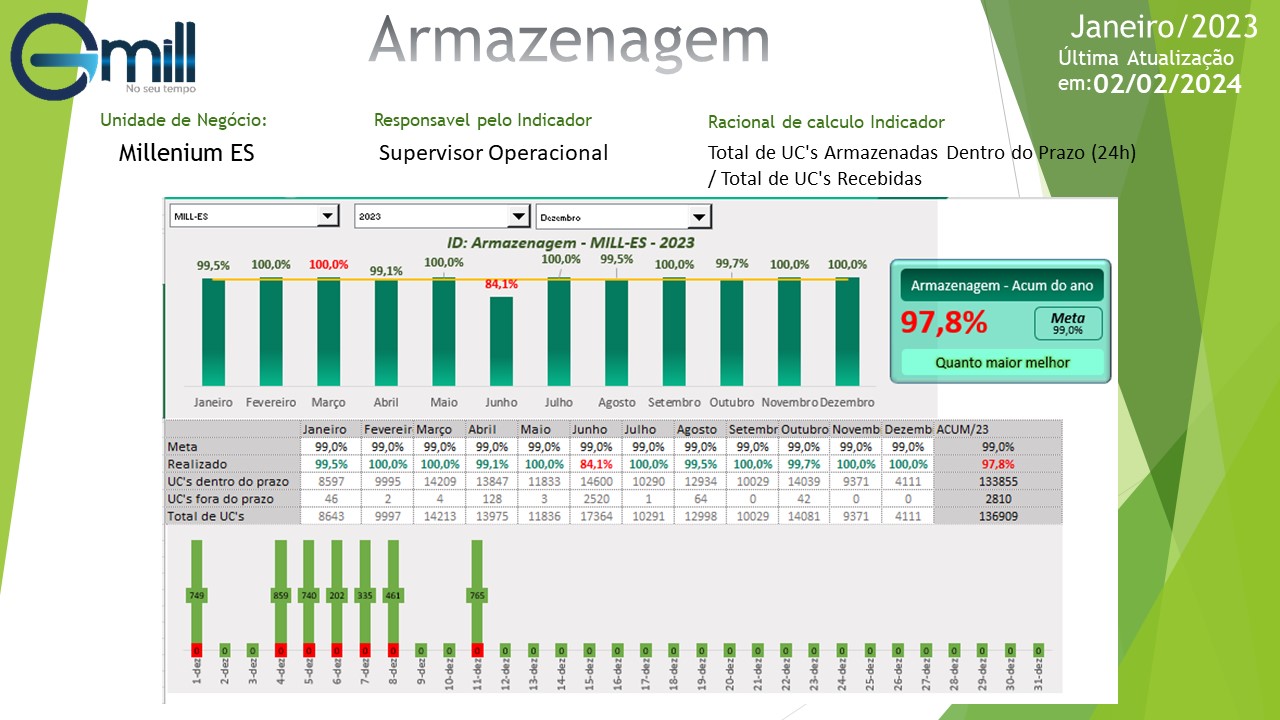 mill
No seu tempo
Armazenagem
Janeiro/2023
Última Atualização
em:02/02/2024
Unidade de Negócio:
Millenium ES
Responsavel pelo Indicador
Supervisor Operacional
Racional de calculo Indicador
Total de UC's Armazenadas Dentro do Prazo (24h)
/ Total de UC's Recebidas
MILL-ES 2023 Dezembro
ID: Armazenagem - MILL-ES - 2023
99,5% 100,0% 100,0% 99,1% 100,0% 84,1% 100,0% 99,5% 100,0% 99,7% 100,0% 100,0%
Janeiro Fevereiro Março Abril Maio Junho Julho Agosto Setembro Outubro Novembro Dezembro
Armazenagem - Acum do ano
97,8%
Meta
99,0%
Quanto maior melhor
Janeiro Fevereir Março Abril Maio Junho Julho Agosto Setembr Outubro Novemb Dezemb ACUM/23
Meta 99,0% 99,0% 99,0% 99,0% 99,0% 99,0% 99,0% 99,0% 99,0% 99,0% 99,0% 99,0% 99,0%
Realizado 99,5% 100,0% 100,0% 99,1% 100,0% 84,1% 100,0% 99,5% 100,0% 99,7% 100,0% 100,0% 97,8%
UC's dentro do prazo 8597 9995 14209 13847 11833 14600 10290 12934 10029 14039 9371 4111 133855
UC's fora do prazo 46 2 4 128 3 2520 1 64 0 42 0 0 2810
Total de UC's 8643 9997 14213 13975 11836 17364 10291 12998 10029 14081 9371 4111 136909
749 859 740 202 335 461 765
0 0 0 0 0 0 0 0 0 0 0 0 0 0 0 0 0 0 0 0 0 0 0 0 0 0 0 0 0 0 0
1-dez 2-dez 3-dez 4-dez 5-dez 6-dez 7-dez 8-dez 9-dez 10-dez 11-dez 12-dez 13-dez 14-dez 15-dez 16-dez 17-dez 18-dez 19-dez 20-dez 21-dez 22-dez 23-dez 24-dez 25-dez 26-dez 27-dez 28-dez 29-dez 30-dez 31-dez